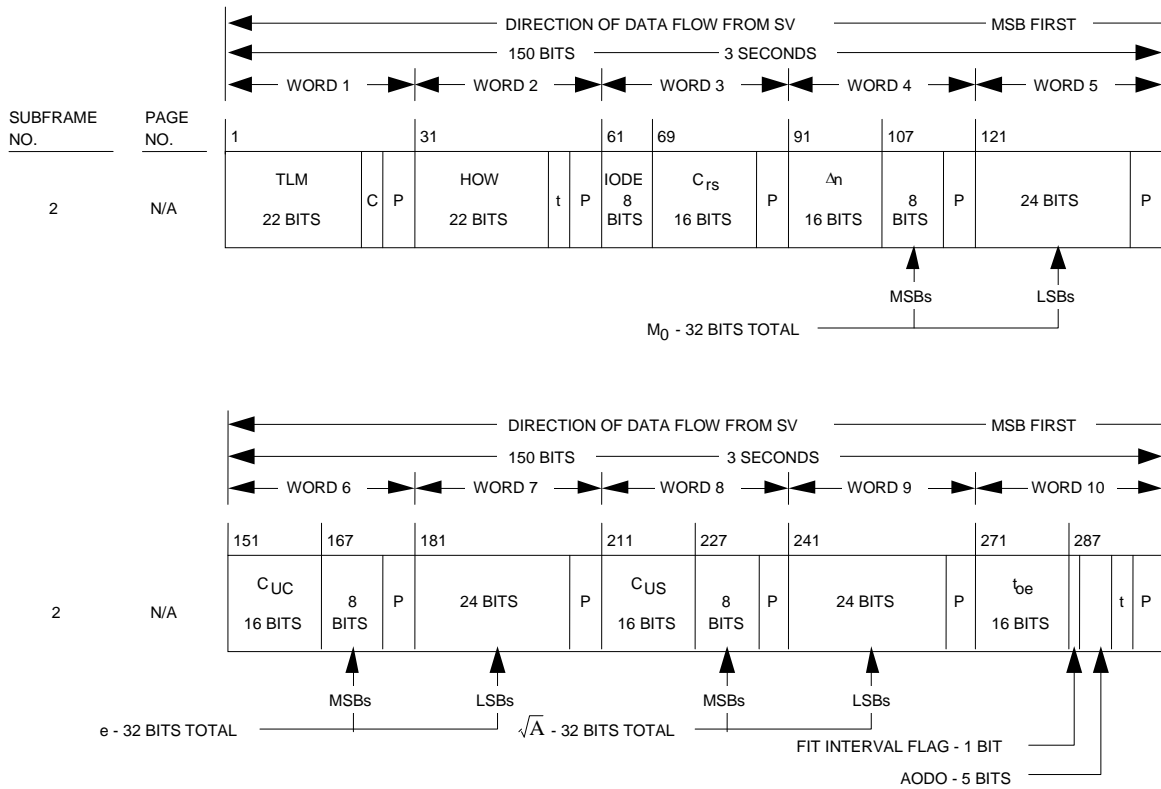 DIRECTION OF DATA FLOW FROM SV MSB FIRST
150 BITS 3 SECONDS
WORD 1 WORD 2 WORD 3 WORD 4 WORD 5
SUBFRAME NO. PAGE NO.
1 31 61 69 91 107 121
2 N/A
TLM 22 BITS C P
HOW 22 BITS t P
IODE 8 BITS
Crs 16 BITS P
Δn 16 BITS
8 BITS P
24 BITS P
MSBs LSBs
M0 - 32 BITS TOTAL
DIRECTION OF DATA FLOW FROM SV MSB FIRST
150 BITS 3 SECONDS
WORD 6 WORD 7 WORD 8 WORD 9 WORD 10
151 167 181 211 227 241 271 287
2 N/A
CUC 16 BITS
8 BITS P
24 BITS P
CUS 16 BITS
8 BITS P
24 BITS P
toe 16 BITS
t P
MSBs LSBs MSBs LSBs
e - 32 BITS TOTAL
√A - 32 BITS TOTAL
FIT INTERVAL FLAG - 1 BIT
AODO - 5 BITS